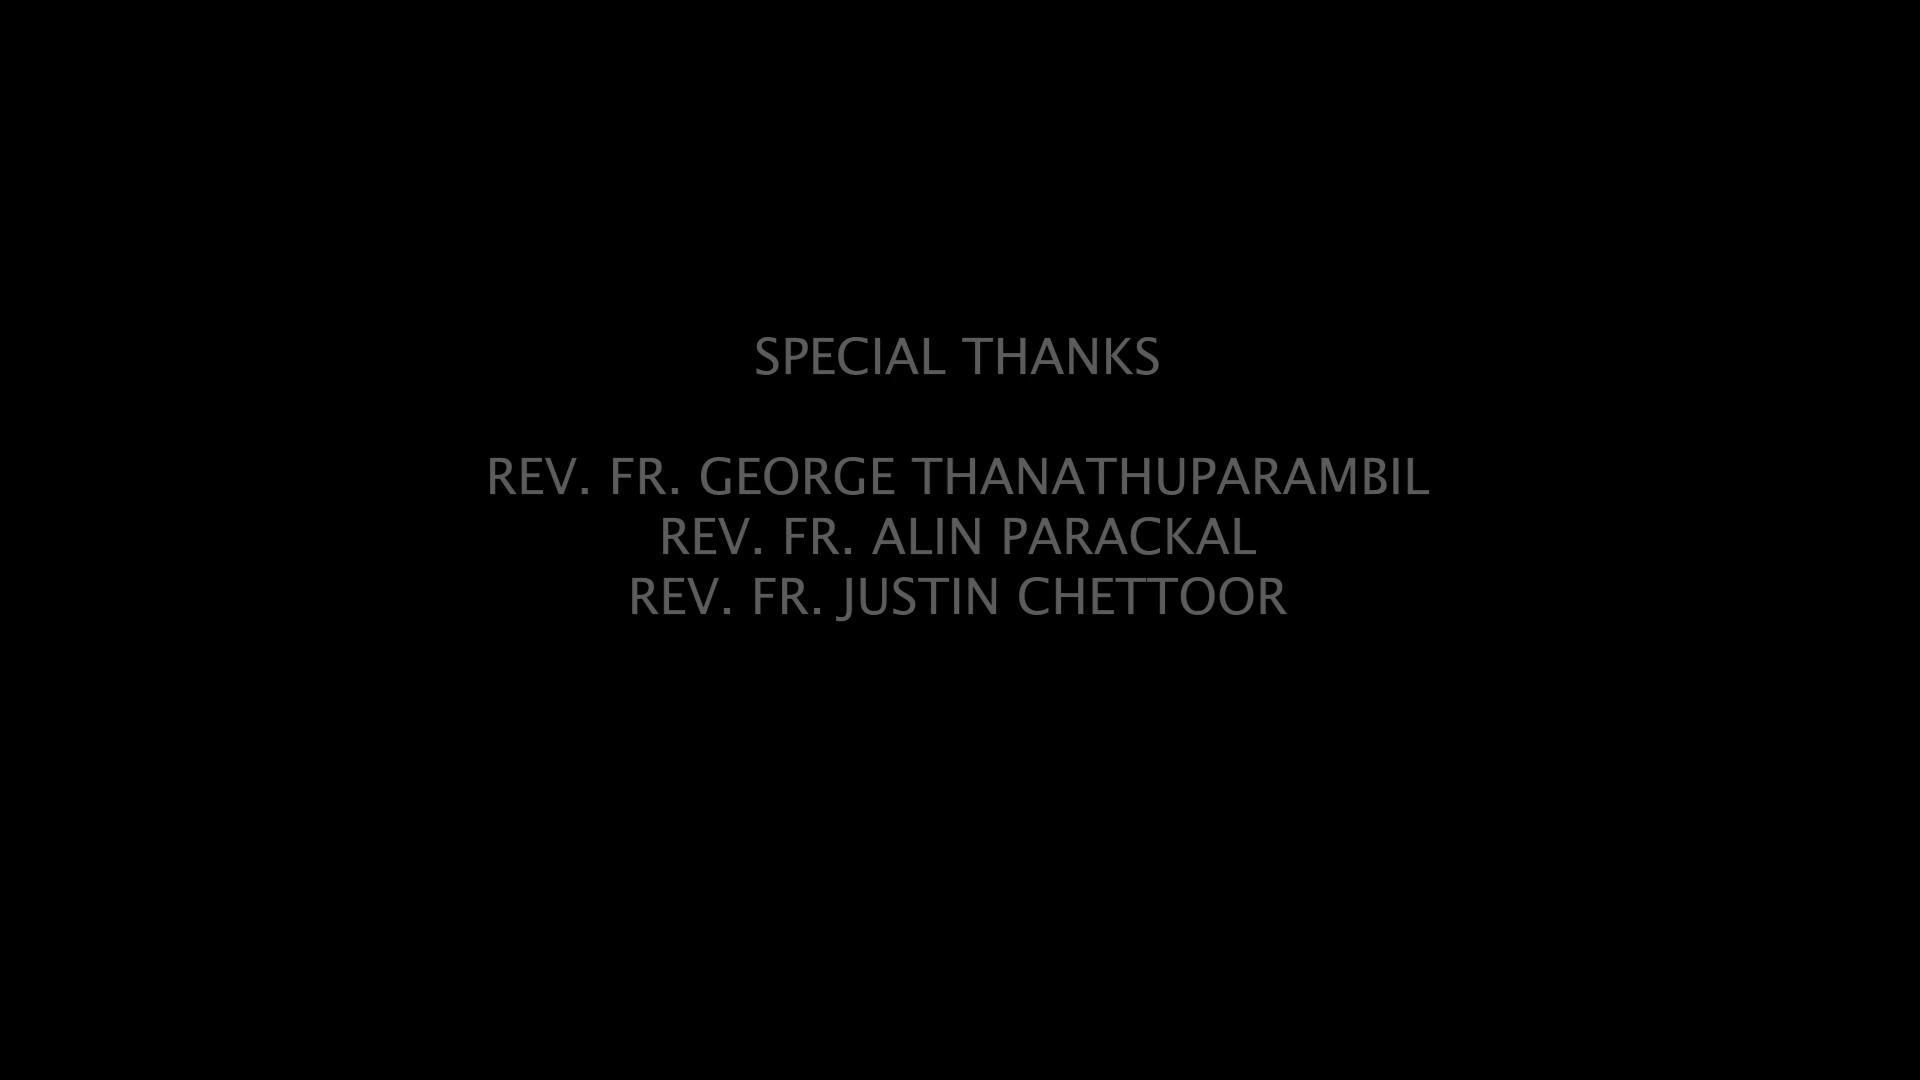 SPECIAL THANKS
REV. FR. GEORGE THANATHUPARAMBIL
REV. FR. ALIN PARACKAL
REV. FR. JUSTIN CHETTOOR